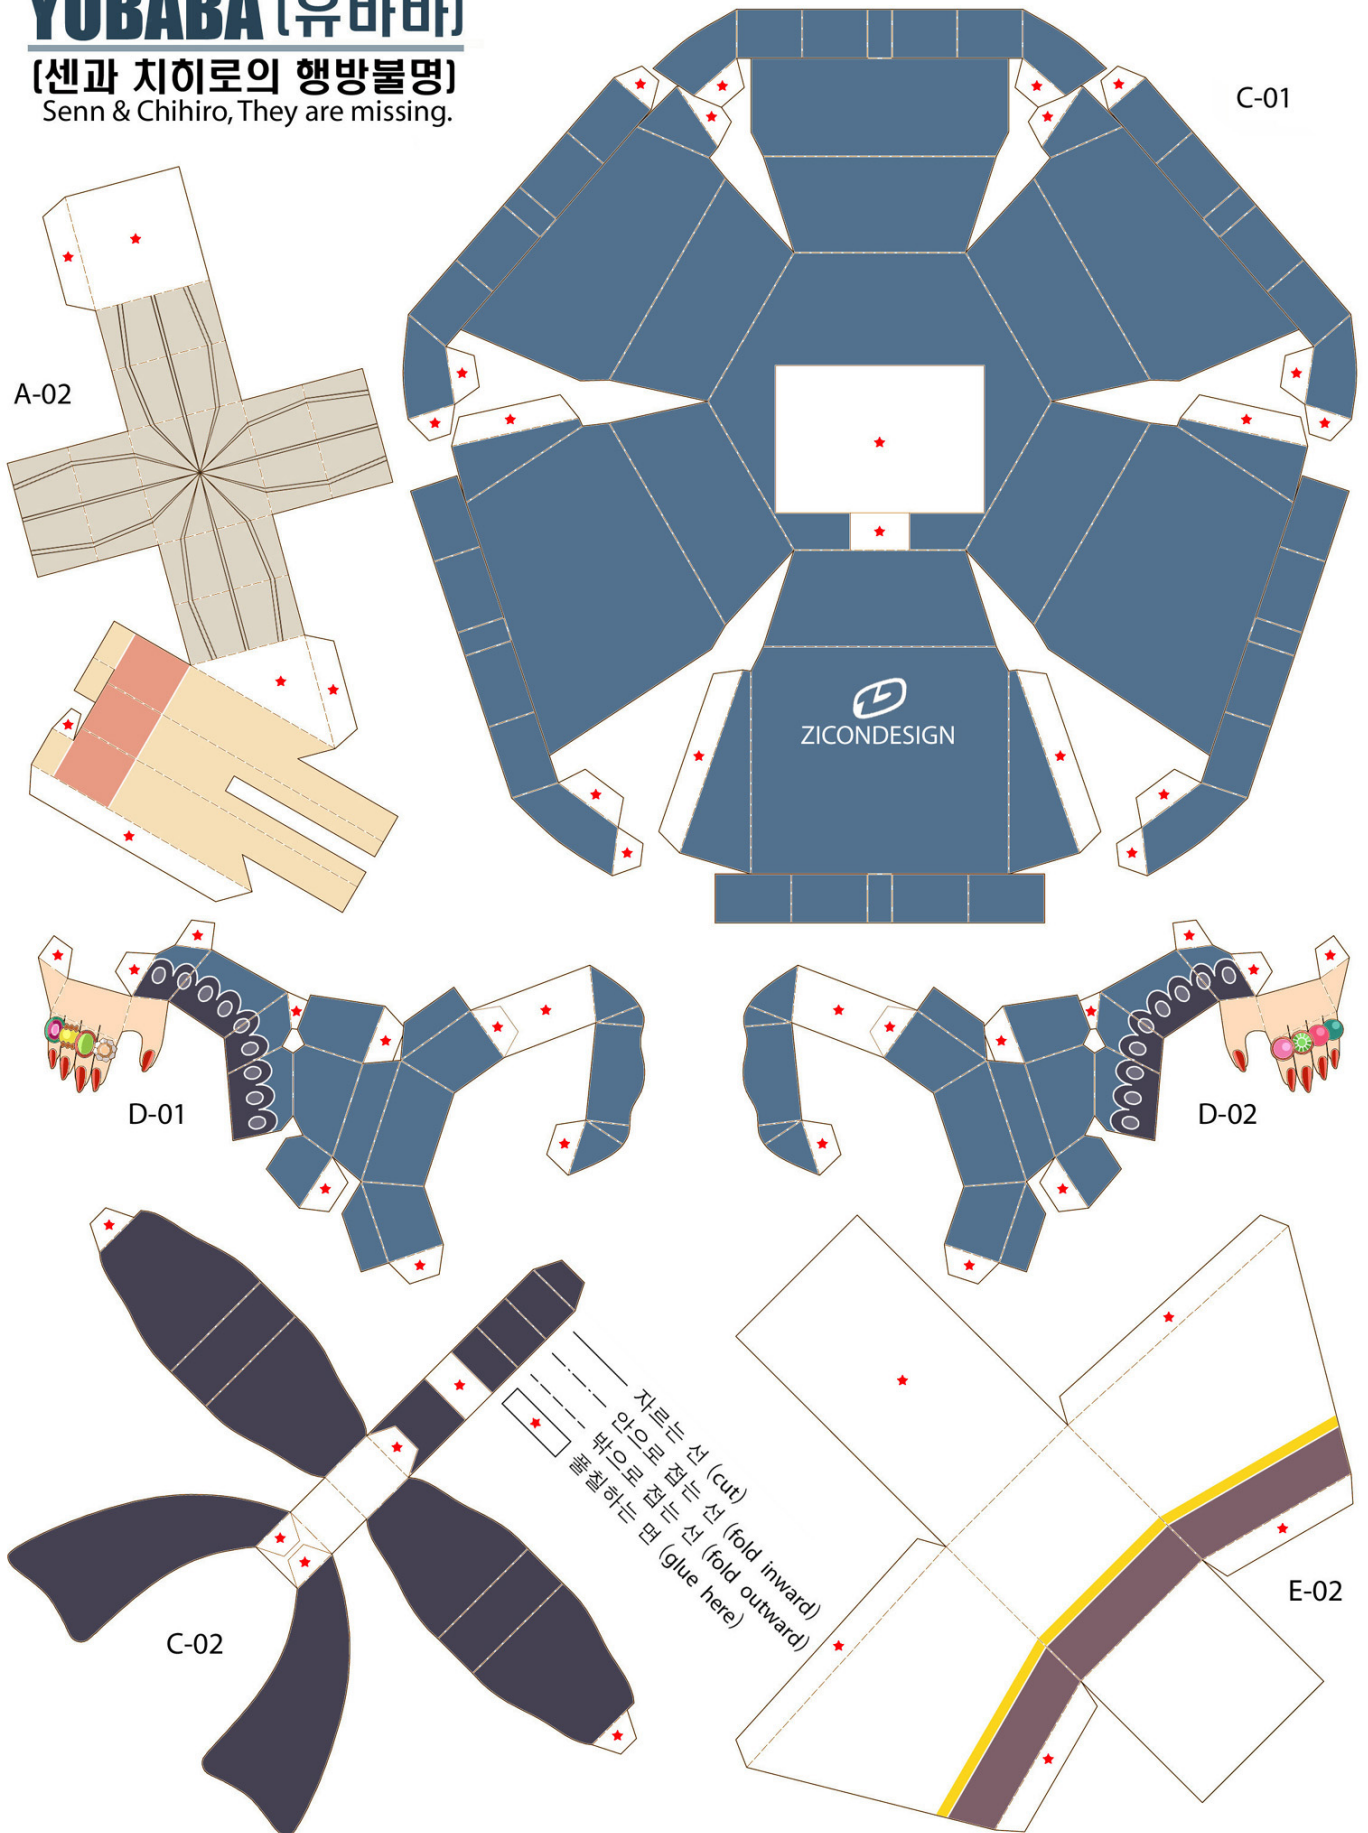 YUBABA (유바바)
(센과 치히로의 행방불명)
Senn & Chihiro, They are missing.
C-01
A-02
ZICONDESIGN
D-01
D-02
자르는 선 (cut)
안으로 접는 선 (fold inward)
밖으로 접는 선 (fold outward)
풀칠하는 면 (glue here)
C-02
E-02